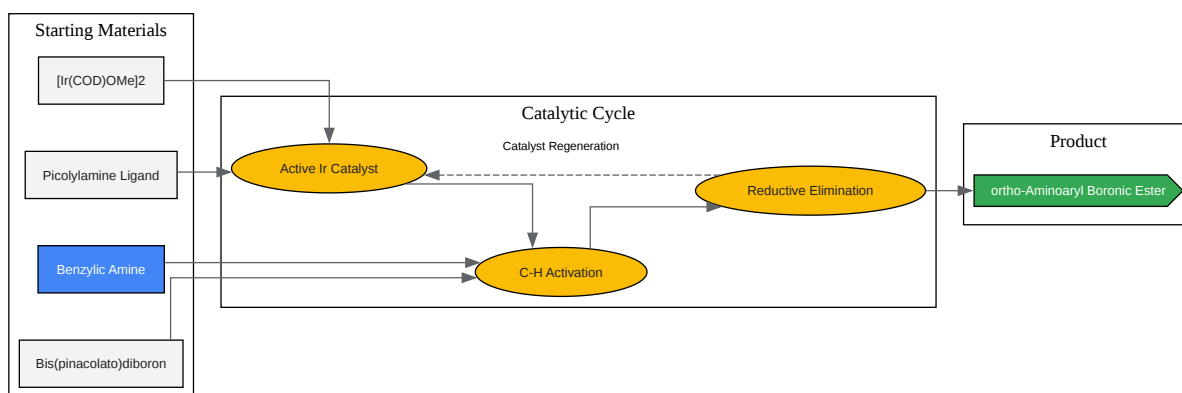 Starting Materials
[Ir(COD)OMe]2
Picolylamine Ligand
Benzylic Amine
Bis(pinacolato)diboron
Catalytic Cycle
Catalyst Regeneration
Active Ir Catalyst
Reductive Elimination
C-H Activation
Product
ortho-Aminoaryl Boronic Ester